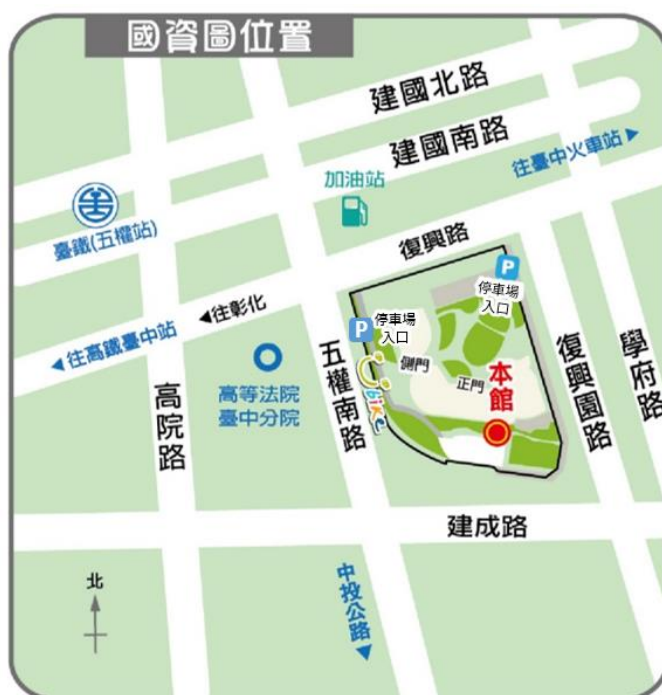 國資圖位置
建國北路
建國南路
往臺中火車站
加油站
臺鐵(五權站)
復興路
P
停車場
入口
往彰化
P
停車場
入口
往高鐵臺中站
高等法院
臺中分院
五權南路
側門
正門
本館
復興園路
學府路
高院路
Ubike
建成路
北
中投公路